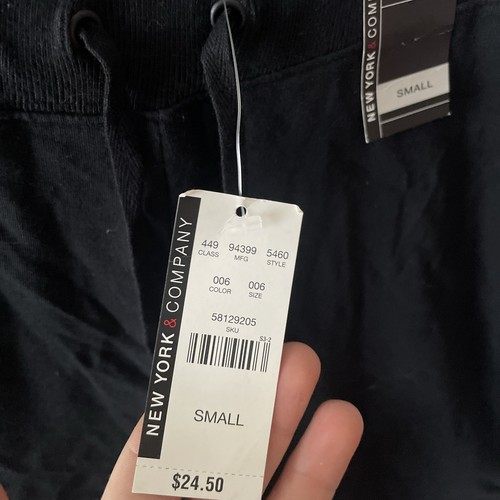 NEW YORK & COMPANY
449 94399 5460
CLASS MFG STYLE
006 006
COLOR SIZE
58129205
SKU
S3-2
SMALL
$24.50
NEW YORK & COM
SMALL